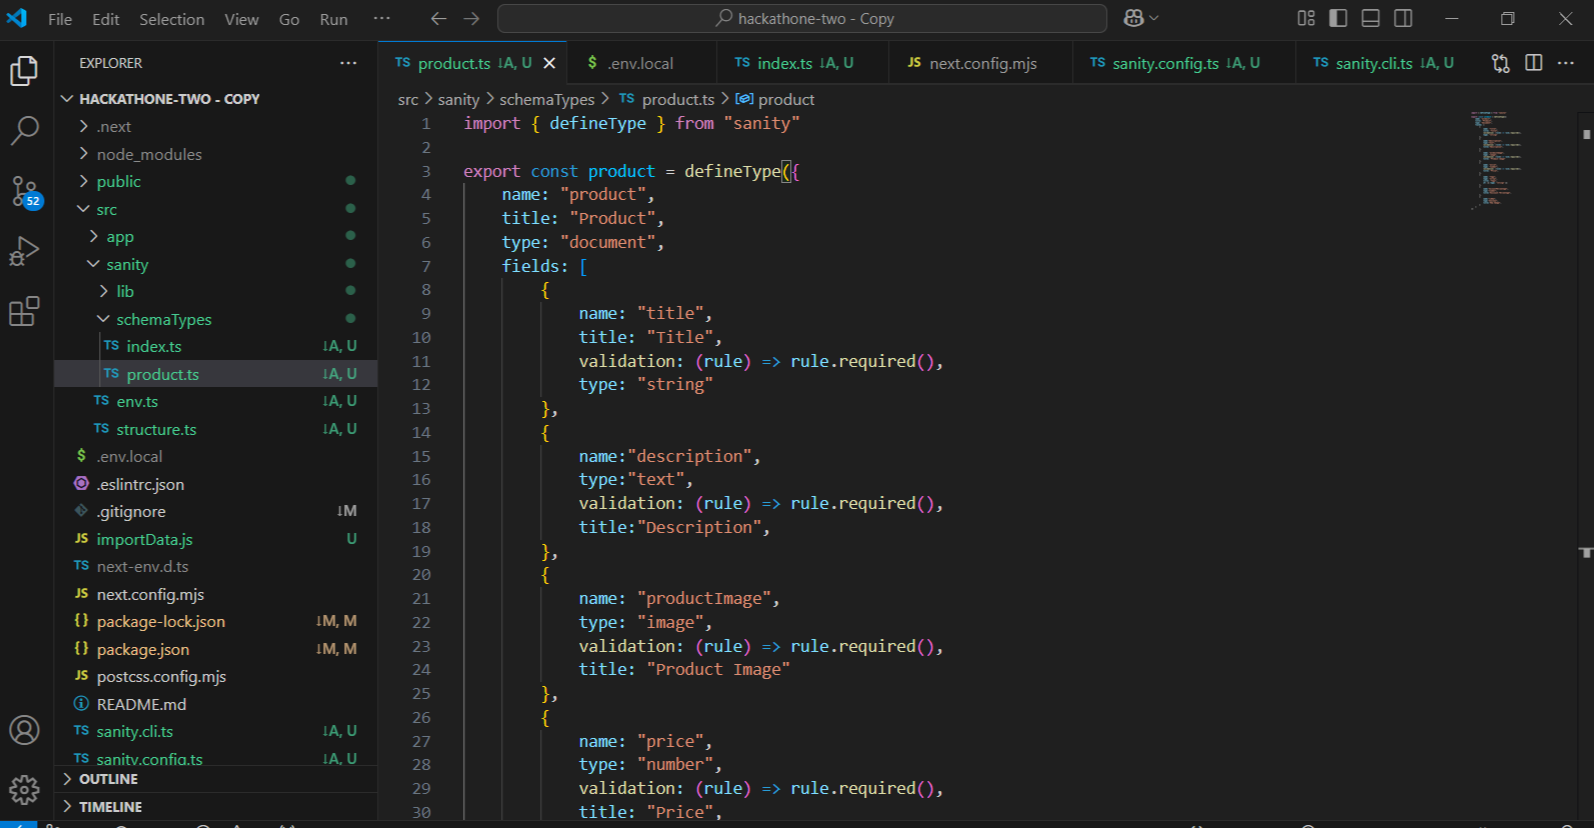 File Edit Selection View Go Run ··· hackathone-two - Copy
EXPLORER ···
HACKATHONE-TWO - COPY
.next
node_modules
public
src
app
sanity
lib
schemaTypes
TS index.ts ↓A, U
TS product.ts ↓A, U
TS env.ts ↓A, U
TS structure.ts ↓A, U
$ .env.local
.eslintrc.json
.gitignore ↓M
JS importData.js U
TS next-env.d.ts
JS next.config.mjs
{} package-lock.json ↓M, M
{} package.json ↓M, M
JS postcss.config.mjs
README.md
TS sanity.cli.ts ↓A, U
TS sanity.config.ts ↓A, U
OUTLINE
TIMELINE
52
TS product.ts ↓A, U $ .env.local TS index.ts ↓A, U JS next.config.mjs TS sanity.config.ts ↓A, U TS sanity.cli.ts ↓A, U ···
src > sanity > schemaTypes > TS product.ts > product
1 import { defineType } from "sanity"
2
3 export const product = defineType({
4 name: "product",
5 title: "Product",
6 type: "document",
7 fields: [
8 {
9 name: "title",
10 title: "Title",
11 validation: (rule) => rule.required(),
12 type: "string"
13 },
14 {
15 name:"description",
16 type:"text",
17 validation: (rule) => rule.required(),
18 title:"Description",
19 },
20 {
21 name: "productImage",
22 type: "image",
23 validation: (rule) => rule.required(),
24 title: "Product Image"
25 },
26 {
27 name: "price",
28 type: "number",
29 validation: (rule) => rule.required(),
30 title: "Price",